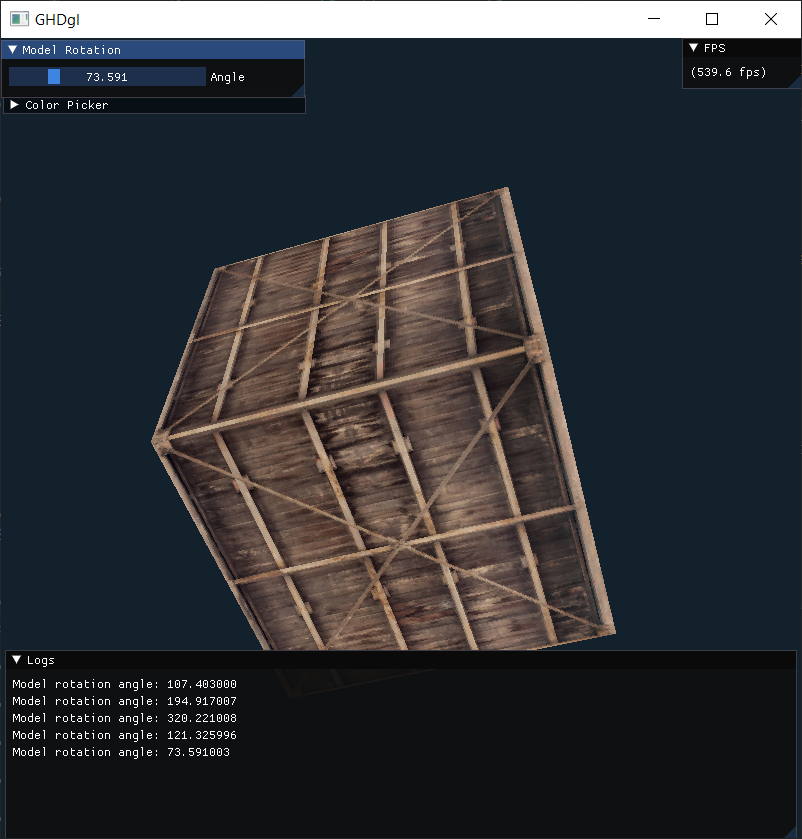 GHDgl
Model Rotation
73.591 Angle
Color Picker
FPS
(539.6 fps)
Logs
Model rotation angle: 107.403000
Model rotation angle: 194.917007
Model rotation angle: 320.221008
Model rotation angle: 121.325996
Model rotation angle: 73.591003